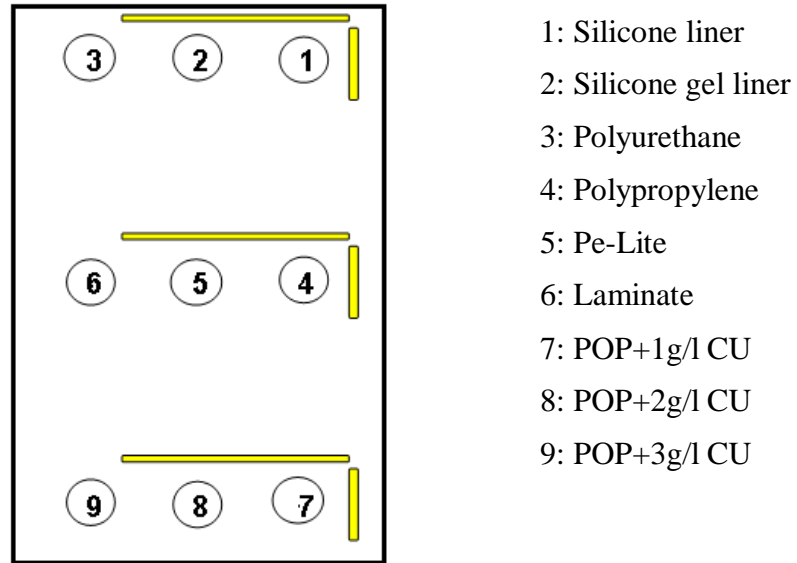 3 2 1
6 5 4
9 8 7
1: Silicone liner
2: Silicone gel liner
3: Polyurethane
4: Polypropylene
5: Pe-Lite
6: Laminate
7: POP+1g/l CU
8: POP+2g/l CU
9: POP+3g/l CU